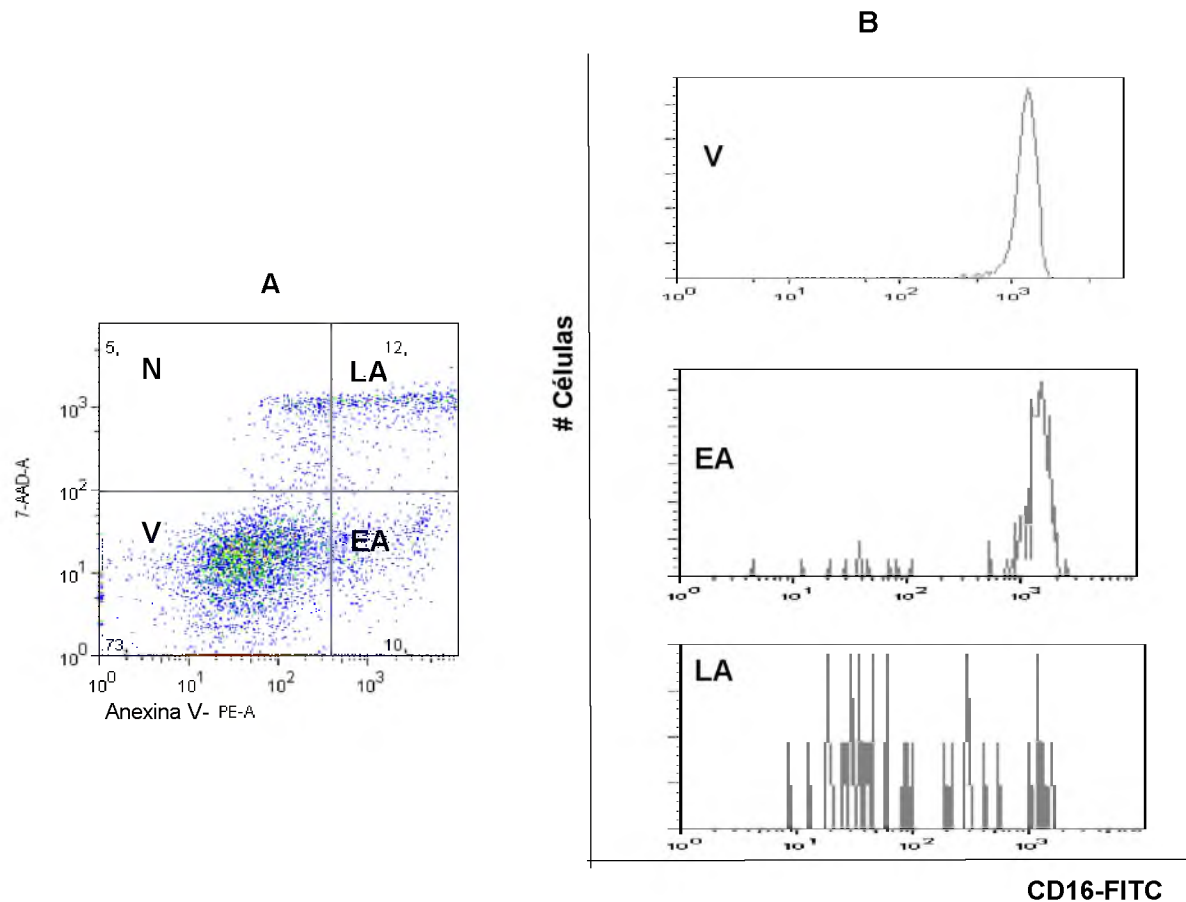 A
5,
N
12,
LA
10³
10²
V
EA
10¹
73,
10,
10⁰
10⁰ 10¹ 10² 10³
7-AAD-A
Anexina V- PE-A
B
# Células
V
10⁰ 10¹ 10² 10³
EA
10⁰ 10¹ 10² 10³
LA
10⁰ 10¹ 10² 10³
CD16-FITC